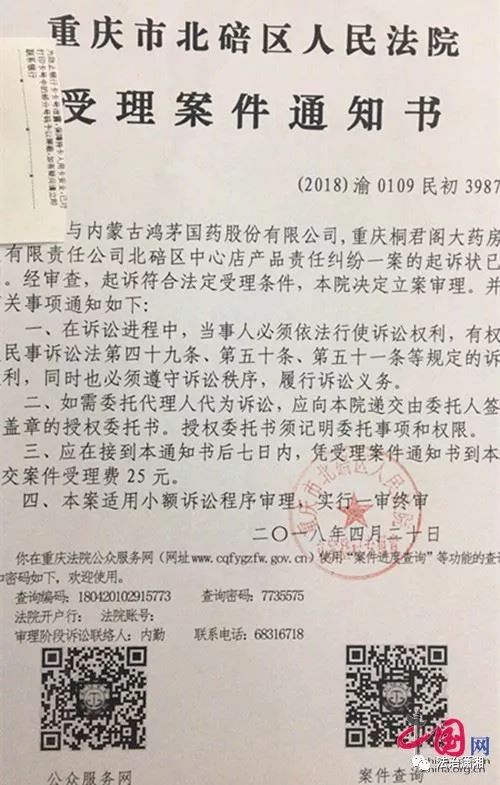 重庆市北碚区人民法院
受理案件通知书
(2018)渝0109民初3987
与内蒙古鸿茅国药股份有限公司,重庆桐君阁大药房
有限责任公司北碚区中心店产品责任纠纷一案的起诉状已
。经审查，起诉符合法定受理条件，本院决定立案审理。并
关事项通知如下：
一、在诉讼进程中，当事人必须依法行使诉讼权利，有权
民事诉讼法第四十九条、第五十条、第五十一条等规定的诉
利，同时也必须遵守诉讼秩序，履行诉讼义务。
二、如需委托代理人代为诉讼，应向本院递交由委托人签
盖章的授权委托书。授权委托书须记明委托事项和权限。
三、应在接到本通知书后七日内，凭受理案件通知书到本
交案件受理费25元。
四、本案适用小额诉讼程序审理，实行一审终审
重庆市北碚区人民法院
二〇一八年四月二十日
你在重庆法院公众服务网（网址www.cqfygzfw.gov.cn）使用“案件进度查询”等功能的查询
和密码如下，欢迎使用。
查询编码：180420102915773 查询密码：7735575
法院开户行： 法院账号：
审理阶段诉讼联络人：内勤 联系电话：68316718
公众服务网 案件查询
中国网
china.org.cn
法治潇湘